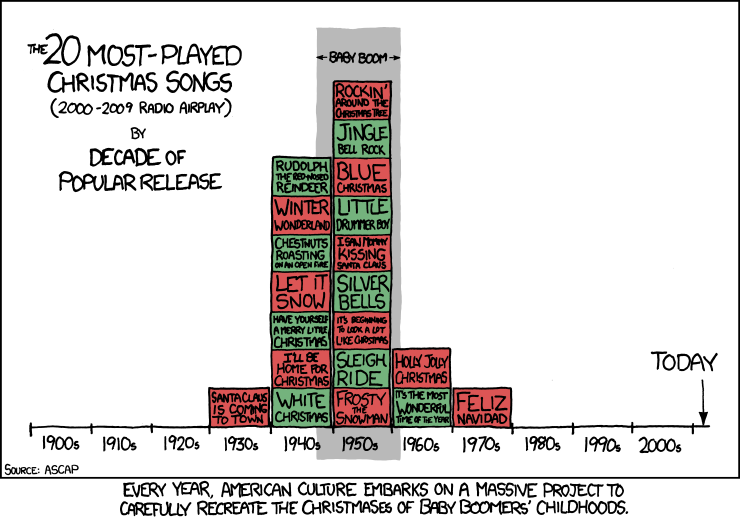 THE 20 MOST-PLAYED
CHRISTMAS SONGS
(2000-2009 RADIO AIRPLAY)
BY
DECADE OF
POPULAR RELEASE
BABY BOOM
ROCKIN'
AROUND THE
CHRISTMAS TREE
JINGLE
BELL ROCK
BLUE
CHRISTMAS
LITTLE
DRUMMER BOY
I SAW MOMMY
KISSING
SANTA CLAUS
SILVER
BELLS
IT'S BEGINNING
TO LOOK A LOT
LIKE CHRISTMAS
SLEIGH
RIDE
FROSTY
THE
SNOWMAN
RUDOLPH
THE RED-NOSED
REINDEER
WINTER
WONDERLAND
CHESTNUTS
ROASTING
ON AN OPEN FIRE
LET IT
SNOW
HAVE YOURSELF
A MERRY LITTLE
CHRISTMAS
I'LL BE
HOME FOR
CHRISTMAS
WHITE
CHRISTMAS
SANTA CLAUS
IS COMING
TO TOWN
HOLLY JOLLY
CHRISTMAS
IT'S THE MOST
WONDERFUL
TIME OF THE YEAR
FELIZ
NAVIDAD
TODAY
1900s 1910s 1920s 1930s 1940s 1950s 1960s 1970s 1980s 1990s 2000s
SOURCE: ASCAP
EVERY YEAR, AMERICAN CULTURE EMBARKS ON A MASSIVE PROJECT TO
CAREFULLY RECREATE THE CHRISTMASES OF BABY BOOMERS' CHILDHOODS.